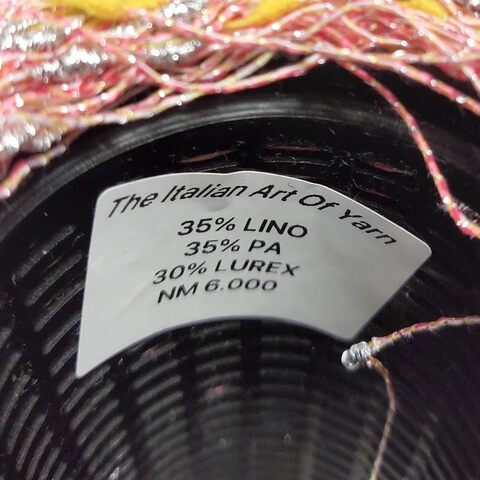 The Italian Art Of Yarn
35% LINO
35% PA
30% LUREX
NM 6.000